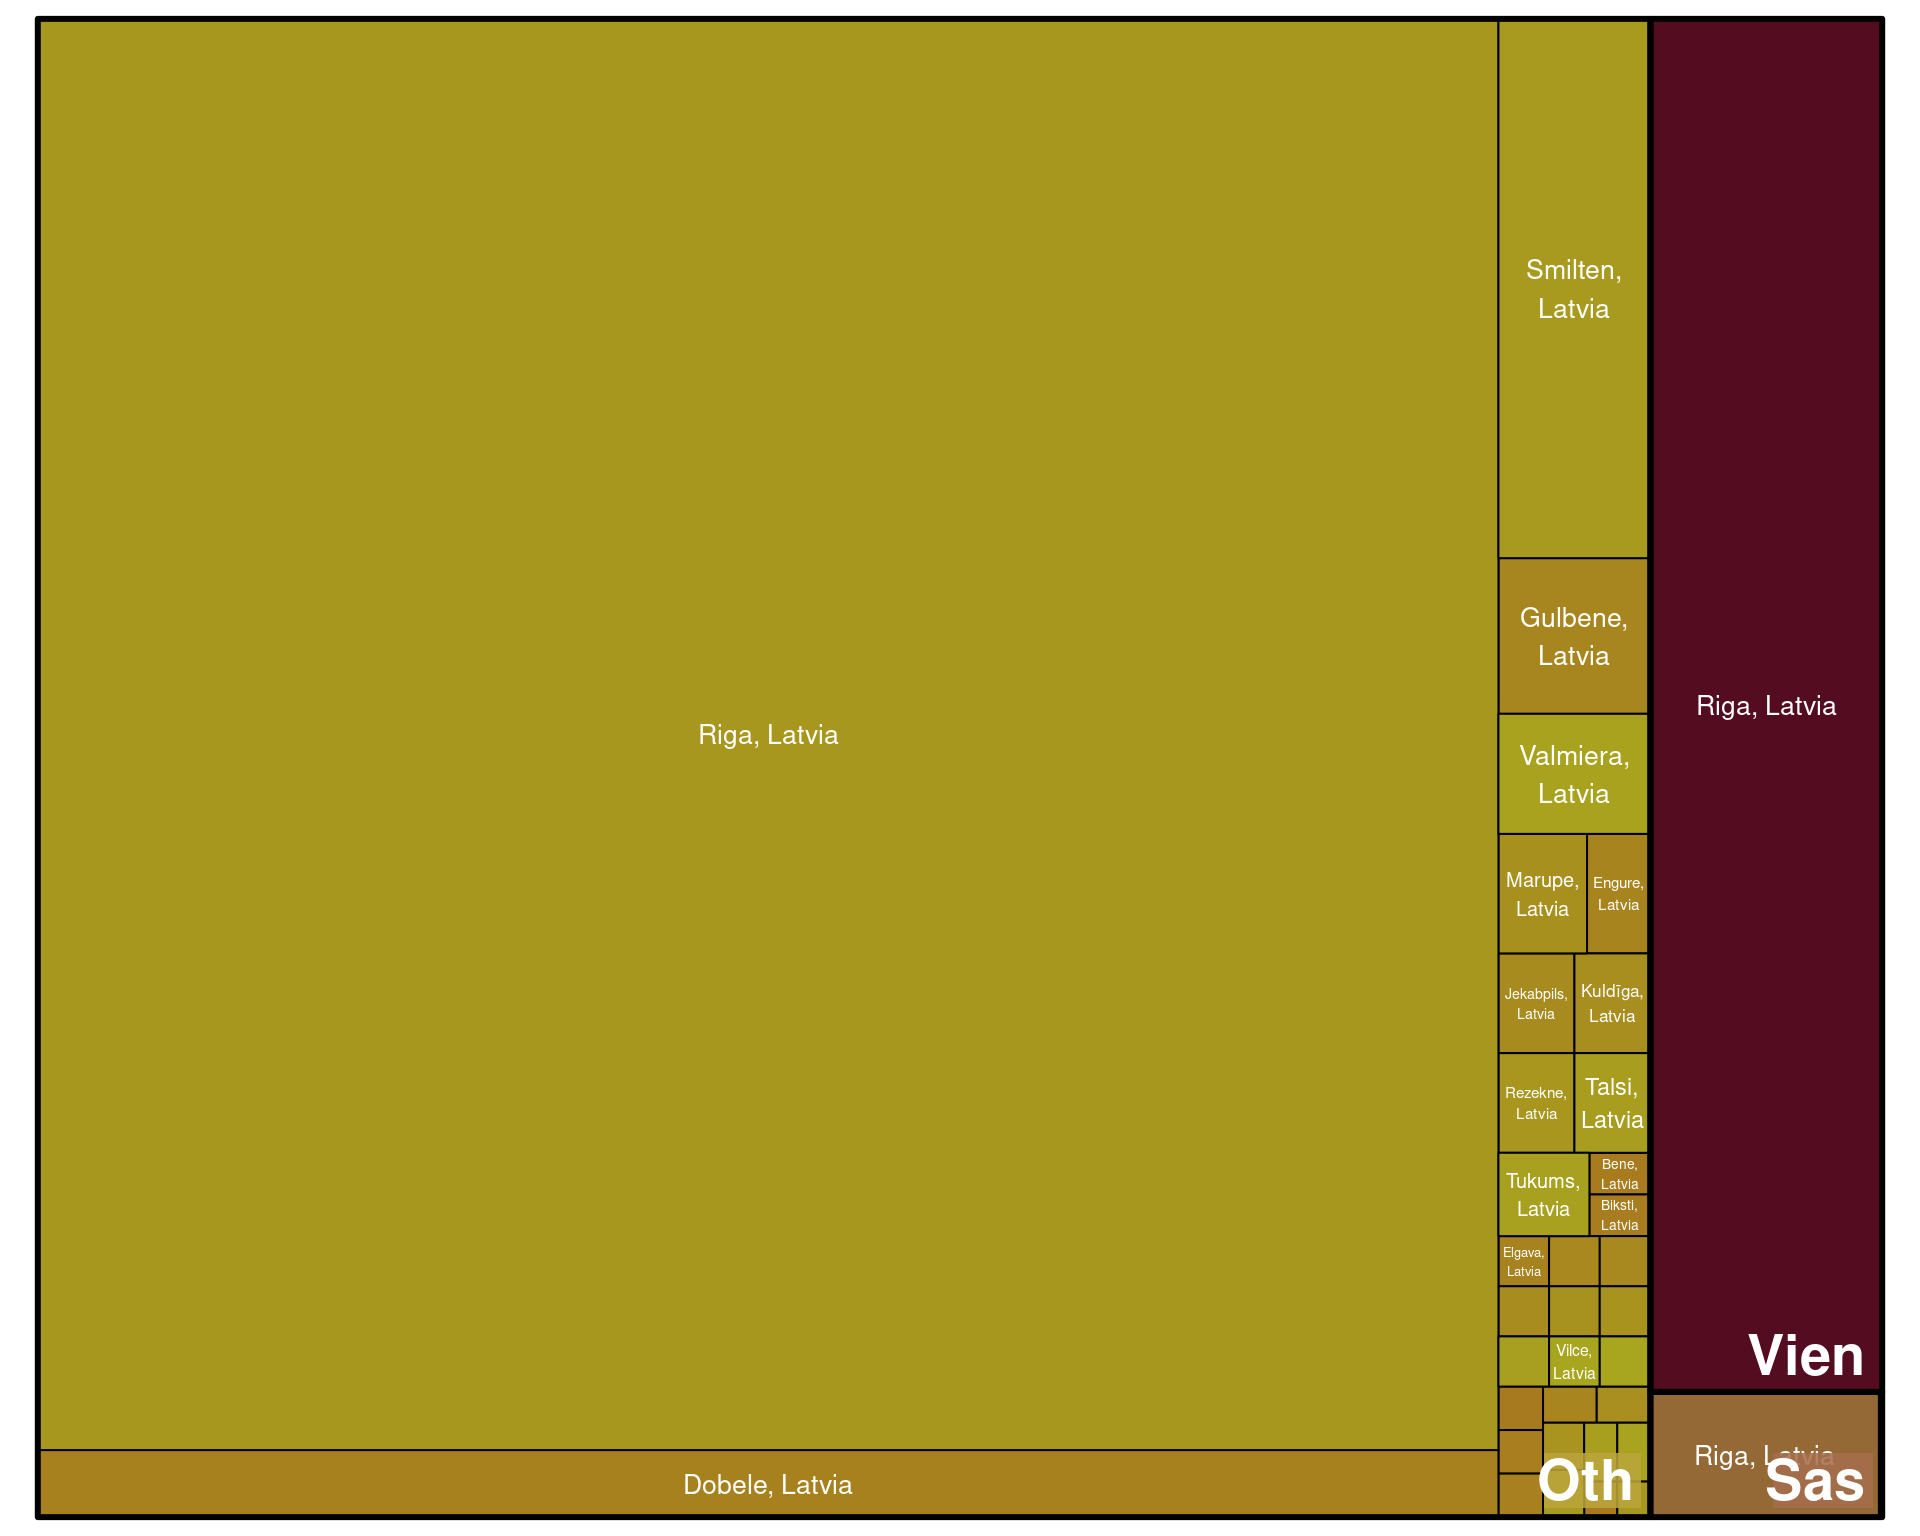 Riga, Latvia
Dobele, Latvia
Smilten,
Latvia
Gulbene,
Latvia
Valmiera,
Latvia
Marupe,
Latvia
Engure,
Latvia
Jekabpils,
Latvia
Kuldīga,
Latvia
Rezekne,
Latvia
Talsi,
Latvia
Tukums,
Latvia
Bene,
Latvia
Biksti,
Latvia
Elgava,
Latvia
Vilce,
Latvia
Oth
Riga, Latvia
Vien
Riga, Latvia
Sas